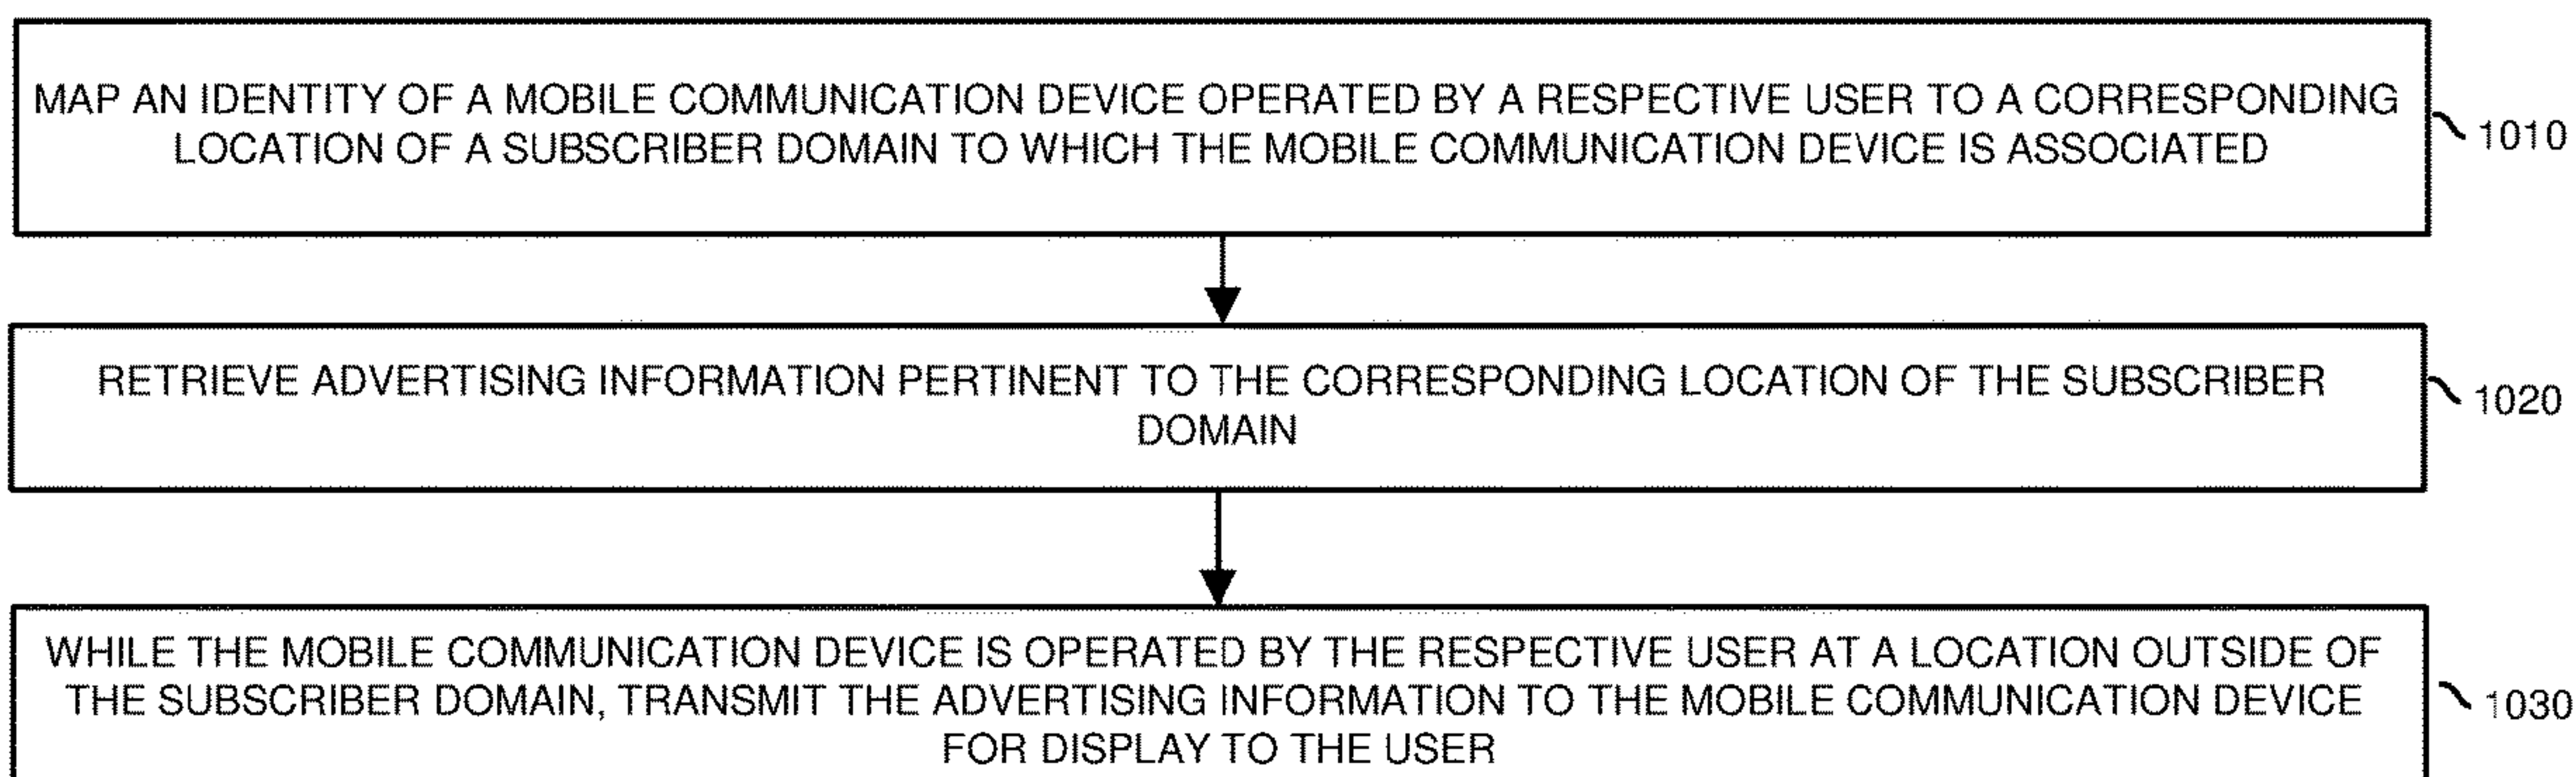 MAP AN IDENTITY OF A MOBILE COMMUNICATION DEVICE OPERATED BY A RESPECTIVE USER TO A CORRESPONDING
LOCATION OF A SUBSCRIBER DOMAIN TO WHICH THE MOBILE COMMUNICATION DEVICE IS ASSOCIATED
1010
RETRIEVE ADVERTISING INFORMATION PERTINENT TO THE CORRESPONDING LOCATION OF THE SUBSCRIBER
DOMAIN
1020
WHILE THE MOBILE COMMUNICATION DEVICE IS OPERATED BY THE RESPECTIVE USER AT A LOCATION OUTSIDE OF
THE SUBSCRIBER DOMAIN, TRANSMIT THE ADVERTISING INFORMATION TO THE MOBILE COMMUNICATION DEVICE
FOR DISPLAY TO THE USER
1030